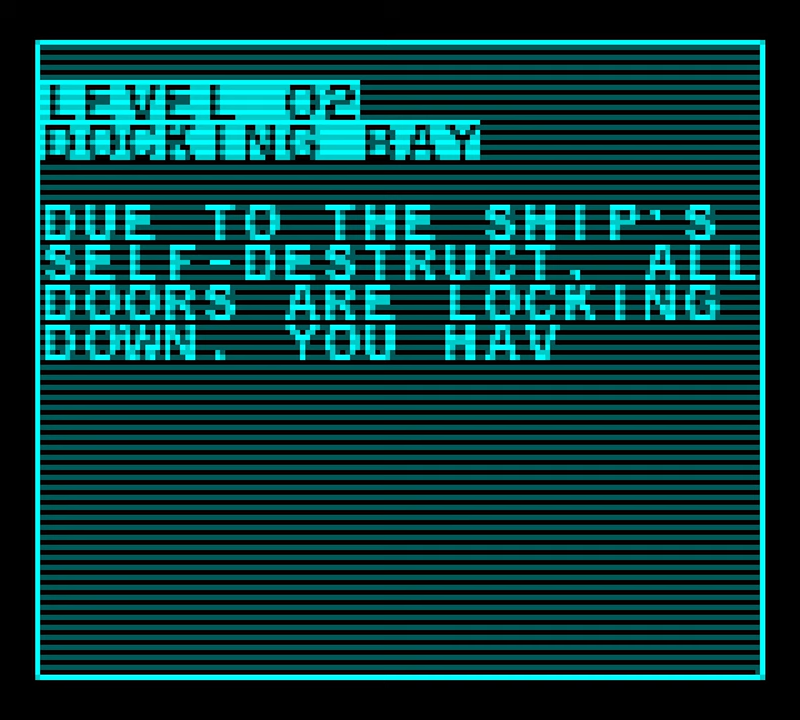 LEVEL 02
DOCKING BAY
DUE TO THE SHIP'S
SELF-DESTRUCT, ALL
DOORS ARE LOCKING
DOWN. YOU HAV